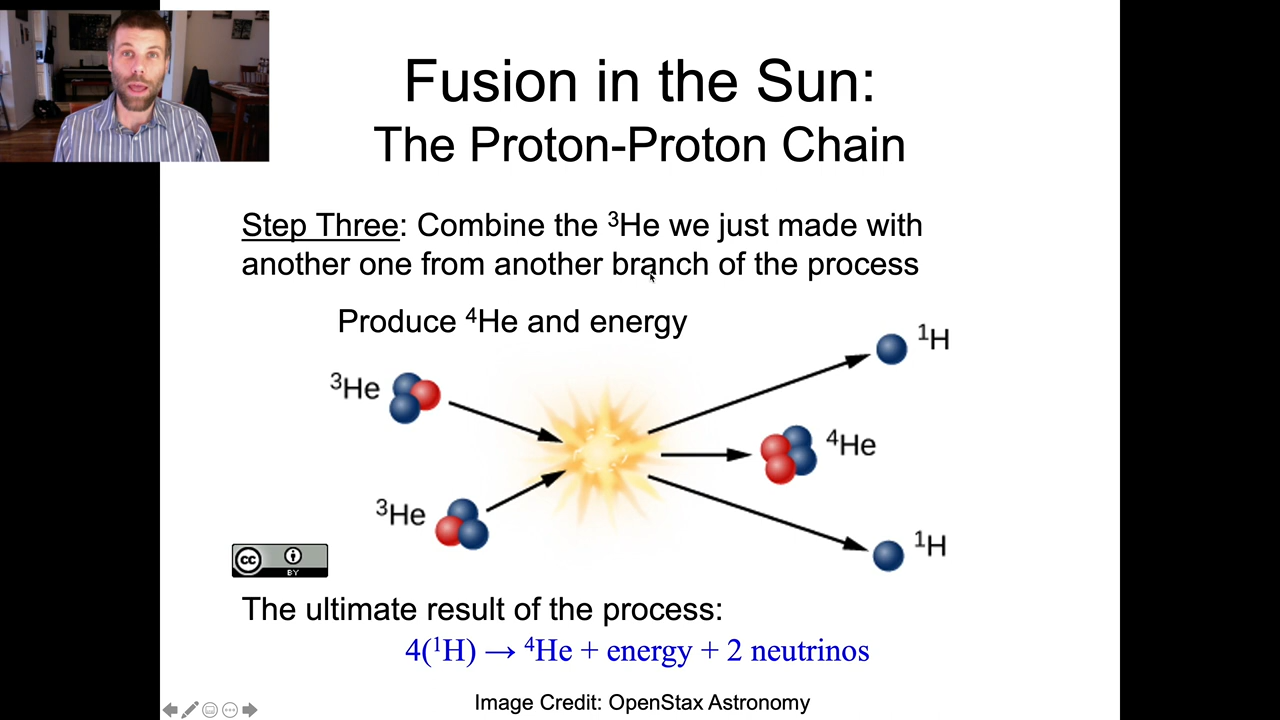 Fusion in the Sun:
The Proton-Proton Chain
Step Three: Combine the ³He we just made with
another one from another branch of the process
Produce ⁴He and energy
¹H
³He
⁴He
³He
¹H
cc
BY
The ultimate result of the process:
4(¹H) → ⁴He + energy + 2 neutrinos
Image Credit: OpenStax Astronomy